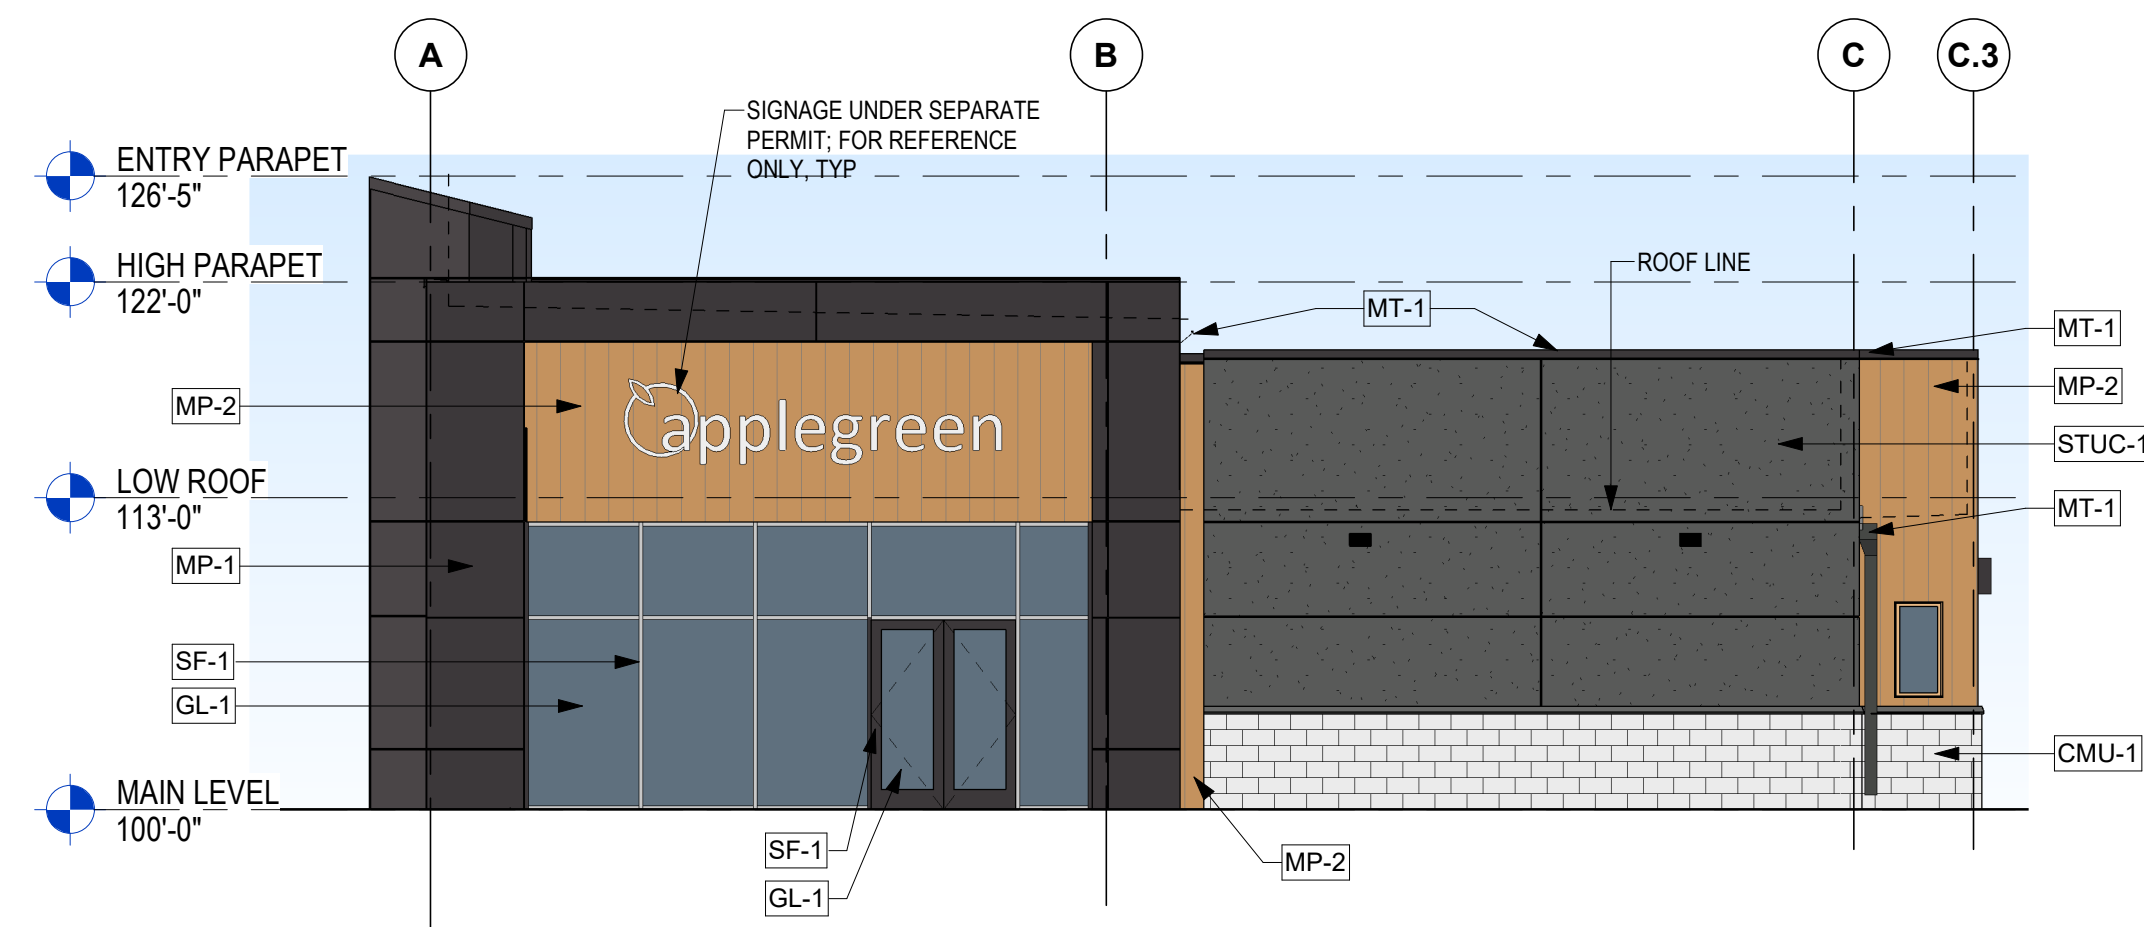 A
B
C
C.3
SIGNAGE UNDER SEPARATE
PERMIT; FOR REFERENCE
ONLY, TYP
ENTRY PARAPET
126'-5"
HIGH PARAPET
122'-0"
ROOF LINE
MT-1
MT-1
MP-2
MP-2
applegreen
STUC-1
LOW ROOF
113'-0"
MT-1
MP-1
SF-1
GL-1
CMU-1
MAIN LEVEL
100'-0"
SF-1
MP-2
GL-1